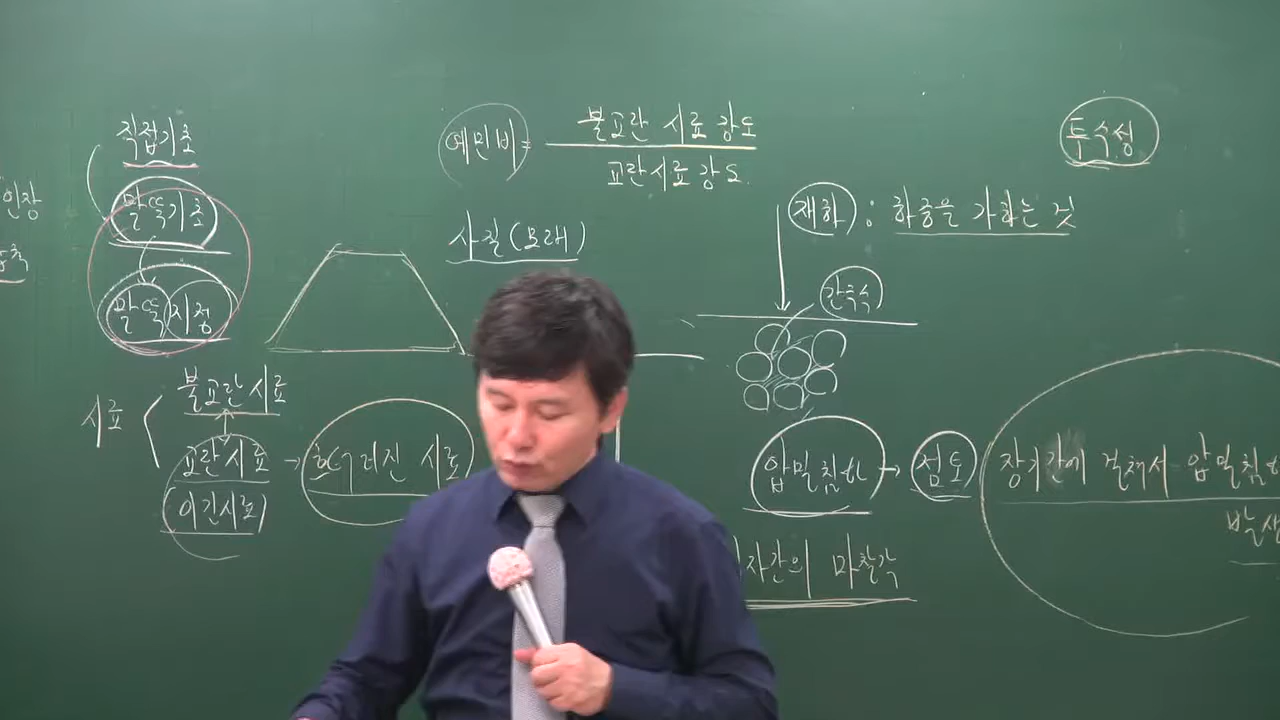 직접기초
말뚝기초
말뚝 지정
인장
시료
불교란시료
교란시료 → 흐트러진 시료
(이긴시료)
예민비 = 불교란 시료 강도
교란시료 강도
사질(모래)
재하 : 하중을 가하는 것
간극수
압밀침하 → 점토
입자간의 마찰각
투수성
장기간에 걸쳐서 압밀침하
발생